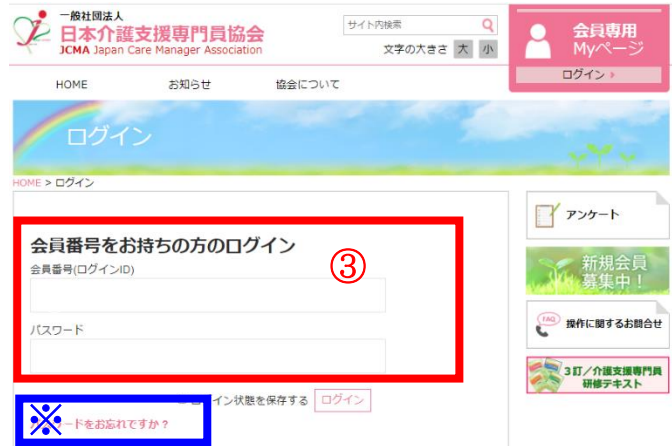 一般社団法人
日本介護支援専門員協会
JCMA Japan Care Manager Association
サイト内検索
文字の大きさ 大 小
会員専用
Myページ
ログイン
HOME お知らせ 協会について
ログイン
HOME > ログイン
会員番号をお持ちの方のログイン
③
会員番号(ログインID)
パスワード
イン状態を保存する ログイン
※
ードをお忘れですか？
アンケート
新規会員
募集中！
FAQ
操作に関するお問合せ
3訂/介護支援専門員
研修テキスト